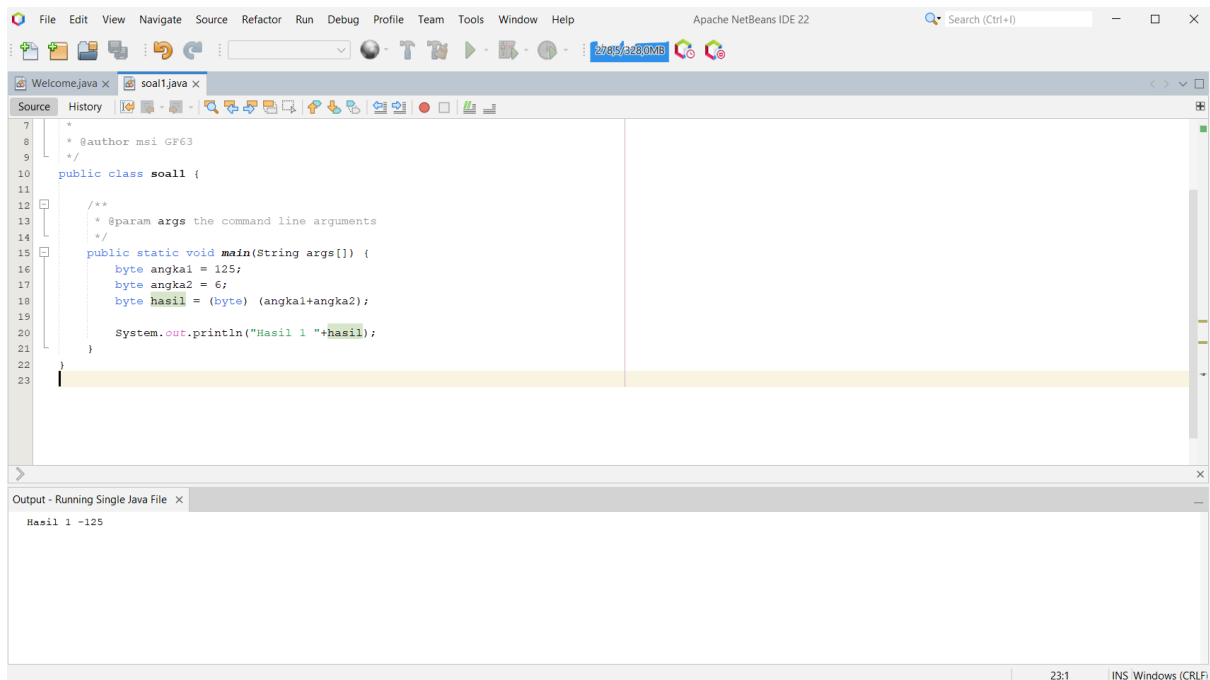 File Edit View Navigate Source Refactor Run Debug Profile Team Tools Window Help Apache NetBeans IDE 22 Search (Ctrl+I)
278,5/328,0MB
Welcome.java soal1.java
Source History
7 *
8 * @author msi GF63
9 */
10 public class soal1 {
11
12 /**
13 * @param args the command line arguments
14 */
15 public static void main(String args[]) {
16 byte angka1 = 125;
17 byte angka2 = 6;
18 byte hasil = (byte) (angka1+angka2);
19
20 System.out.println("Hasil 1 "+hasil);
21 }
22 }
23
Output - Running Single Java File
Hasil 1 -125
23:1 INS Windows (CRLF)